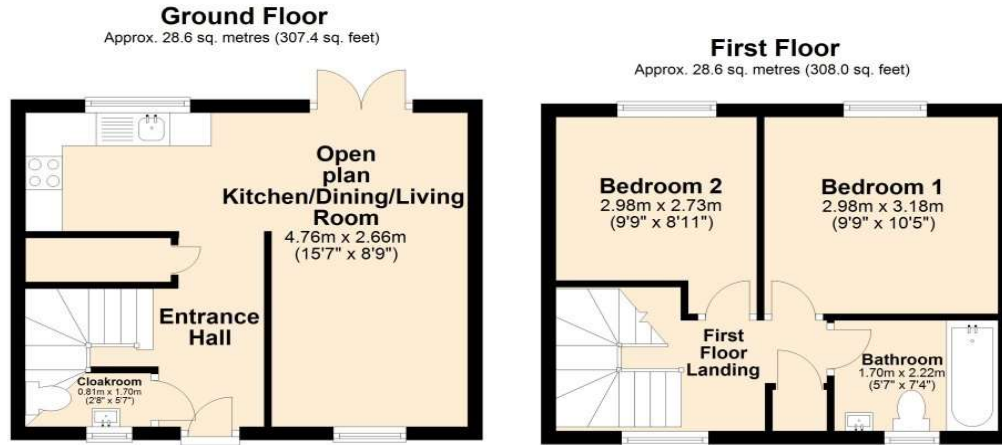 Ground Floor
Approx. 28.6 sq. metres (307.4 sq. feet)
Open
plan
Kitchen/Dining/Living
Room
4.76m x 2.66m
(15'7" x 8'9")
Entrance
Hall
Cloakroom
0.81m x 1.70m
(2'8" x 5'7")
First Floor
Approx. 28.6 sq. metres (308.0 sq. feet)
Bedroom 2
2.98m x 2.73m
(9'9" x 8'11")
Bedroom 1
2.98m x 3.18m
(9'9" x 10'5")
First
Floor
Landing
Bathroom
1.70m x 2.22m
(5'7" x 7'4")